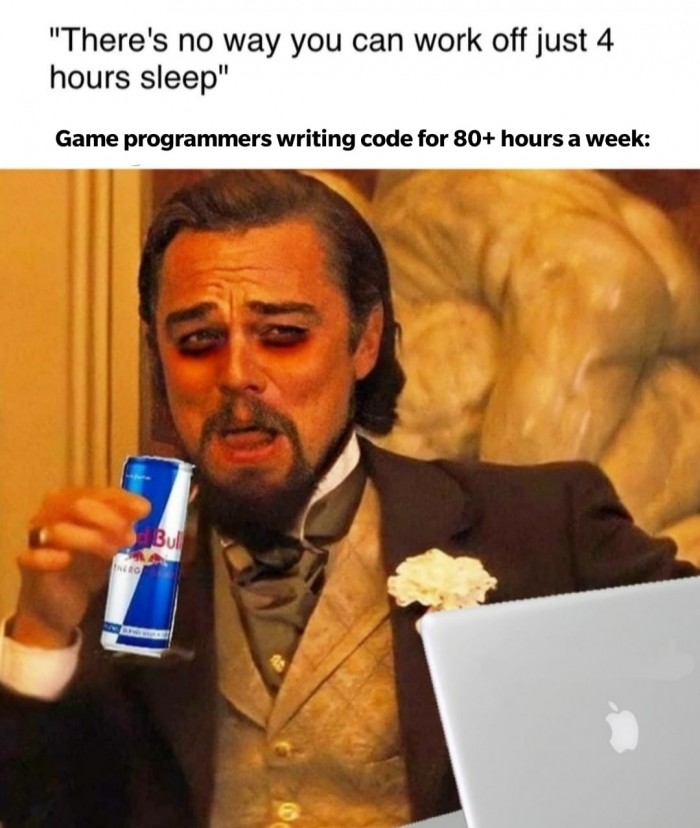 "There's no way you can work off just 4
hours sleep"
Game programmers writing code for 80+ hours a week:
dBull